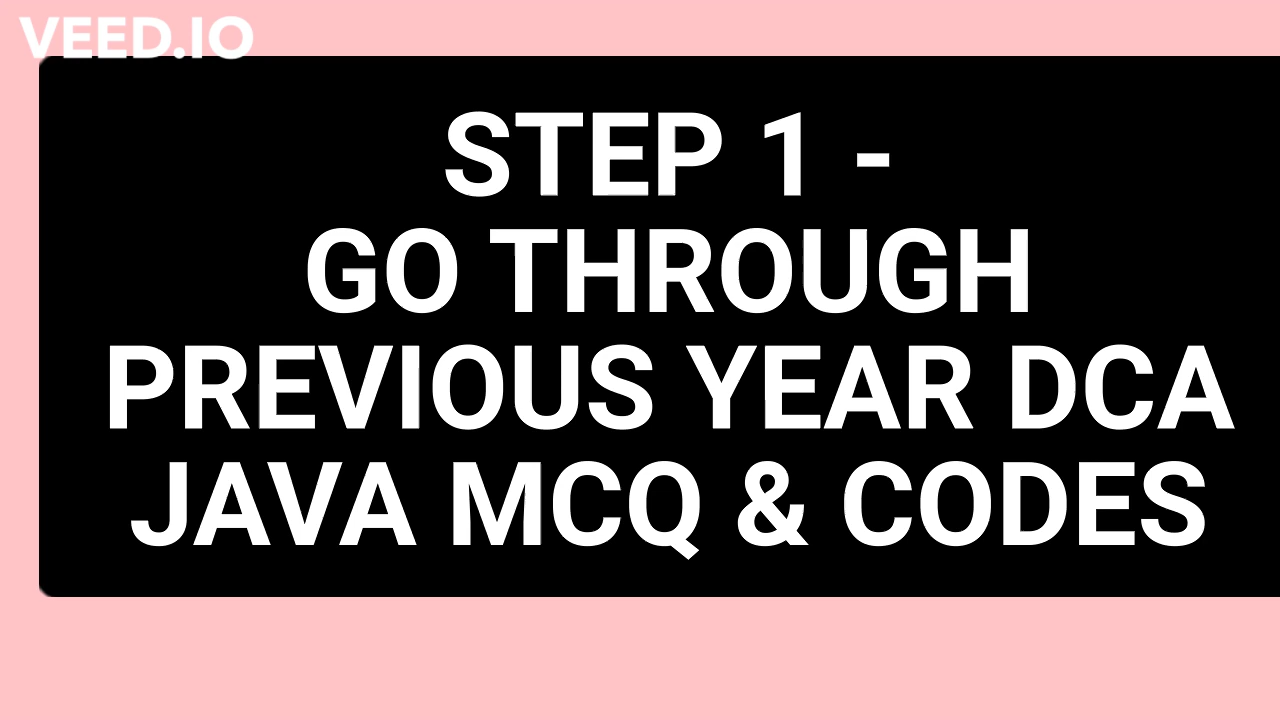 VEED.IO
STEP 1 -
GO THROUGH
PREVIOUS YEAR DCA
JAVA MCQ & CODES